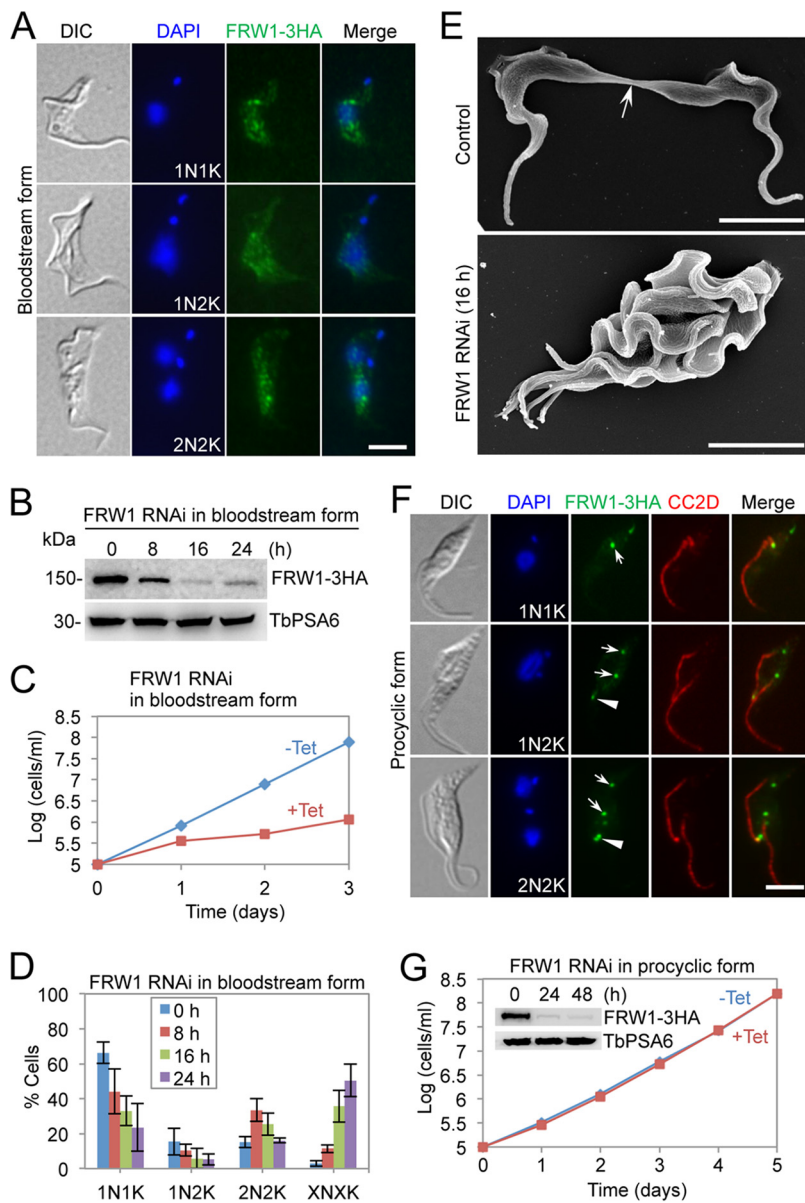 A
DIC DAPI FRW1-3HA Merge
Bloodstream form
1N1K
1N2K
2N2K
B
FRW1 RNAi in bloodstream form
kDa 0 8 16 24 (h)
150- FRW1-3HA
30- TbPSA6
C
FRW1 RNAi
in bloodstream form
Log (cells/ml)
8.5
8
7.5
7
6.5
6
5.5
5
-Tet
+Tet
0 1 2 3
Time (days)
D
FRW1 RNAi in bloodstream form
% Cells
100
80
60
40
20
0
0 h
8 h
16 h
24 h
1N1K 1N2K 2N2K XNXK
E
Control
FRW1 RNAi (16 h)
F
DIC DAPI FRW1-3HA CC2D Merge
Procyclic form
1N1K
1N2K
2N2K
G
FRW1 RNAi in procyclic form
Log (cells/ml)
8.5
8
7.5
7
6.5
6
5.5
5
0 24 48 (h)
FRW1-3HA
TbPSA6
-Tet
+Tet
0 1 2 3 4 5
Time (days)